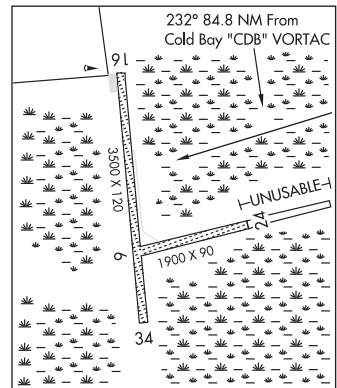 232° 84.8 NM From
Cold Bay "CDB" VORTAC
16
3500 X 120
UNUSABLE
24
6
1900 X 90
34